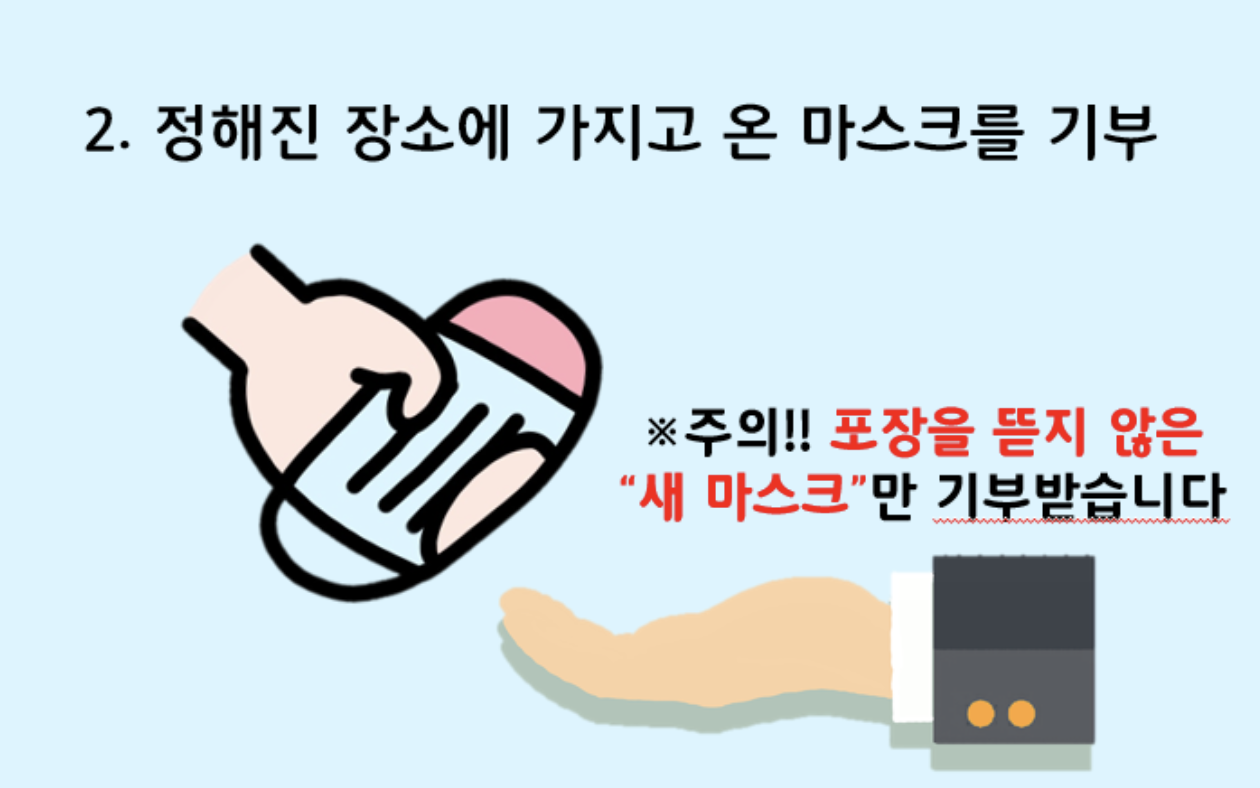 2. 정해진 장소에 가지고 온 마스크를 기부
※주의!! 포장을 뜯지 않은
“새 마스크”만 기부받습니다